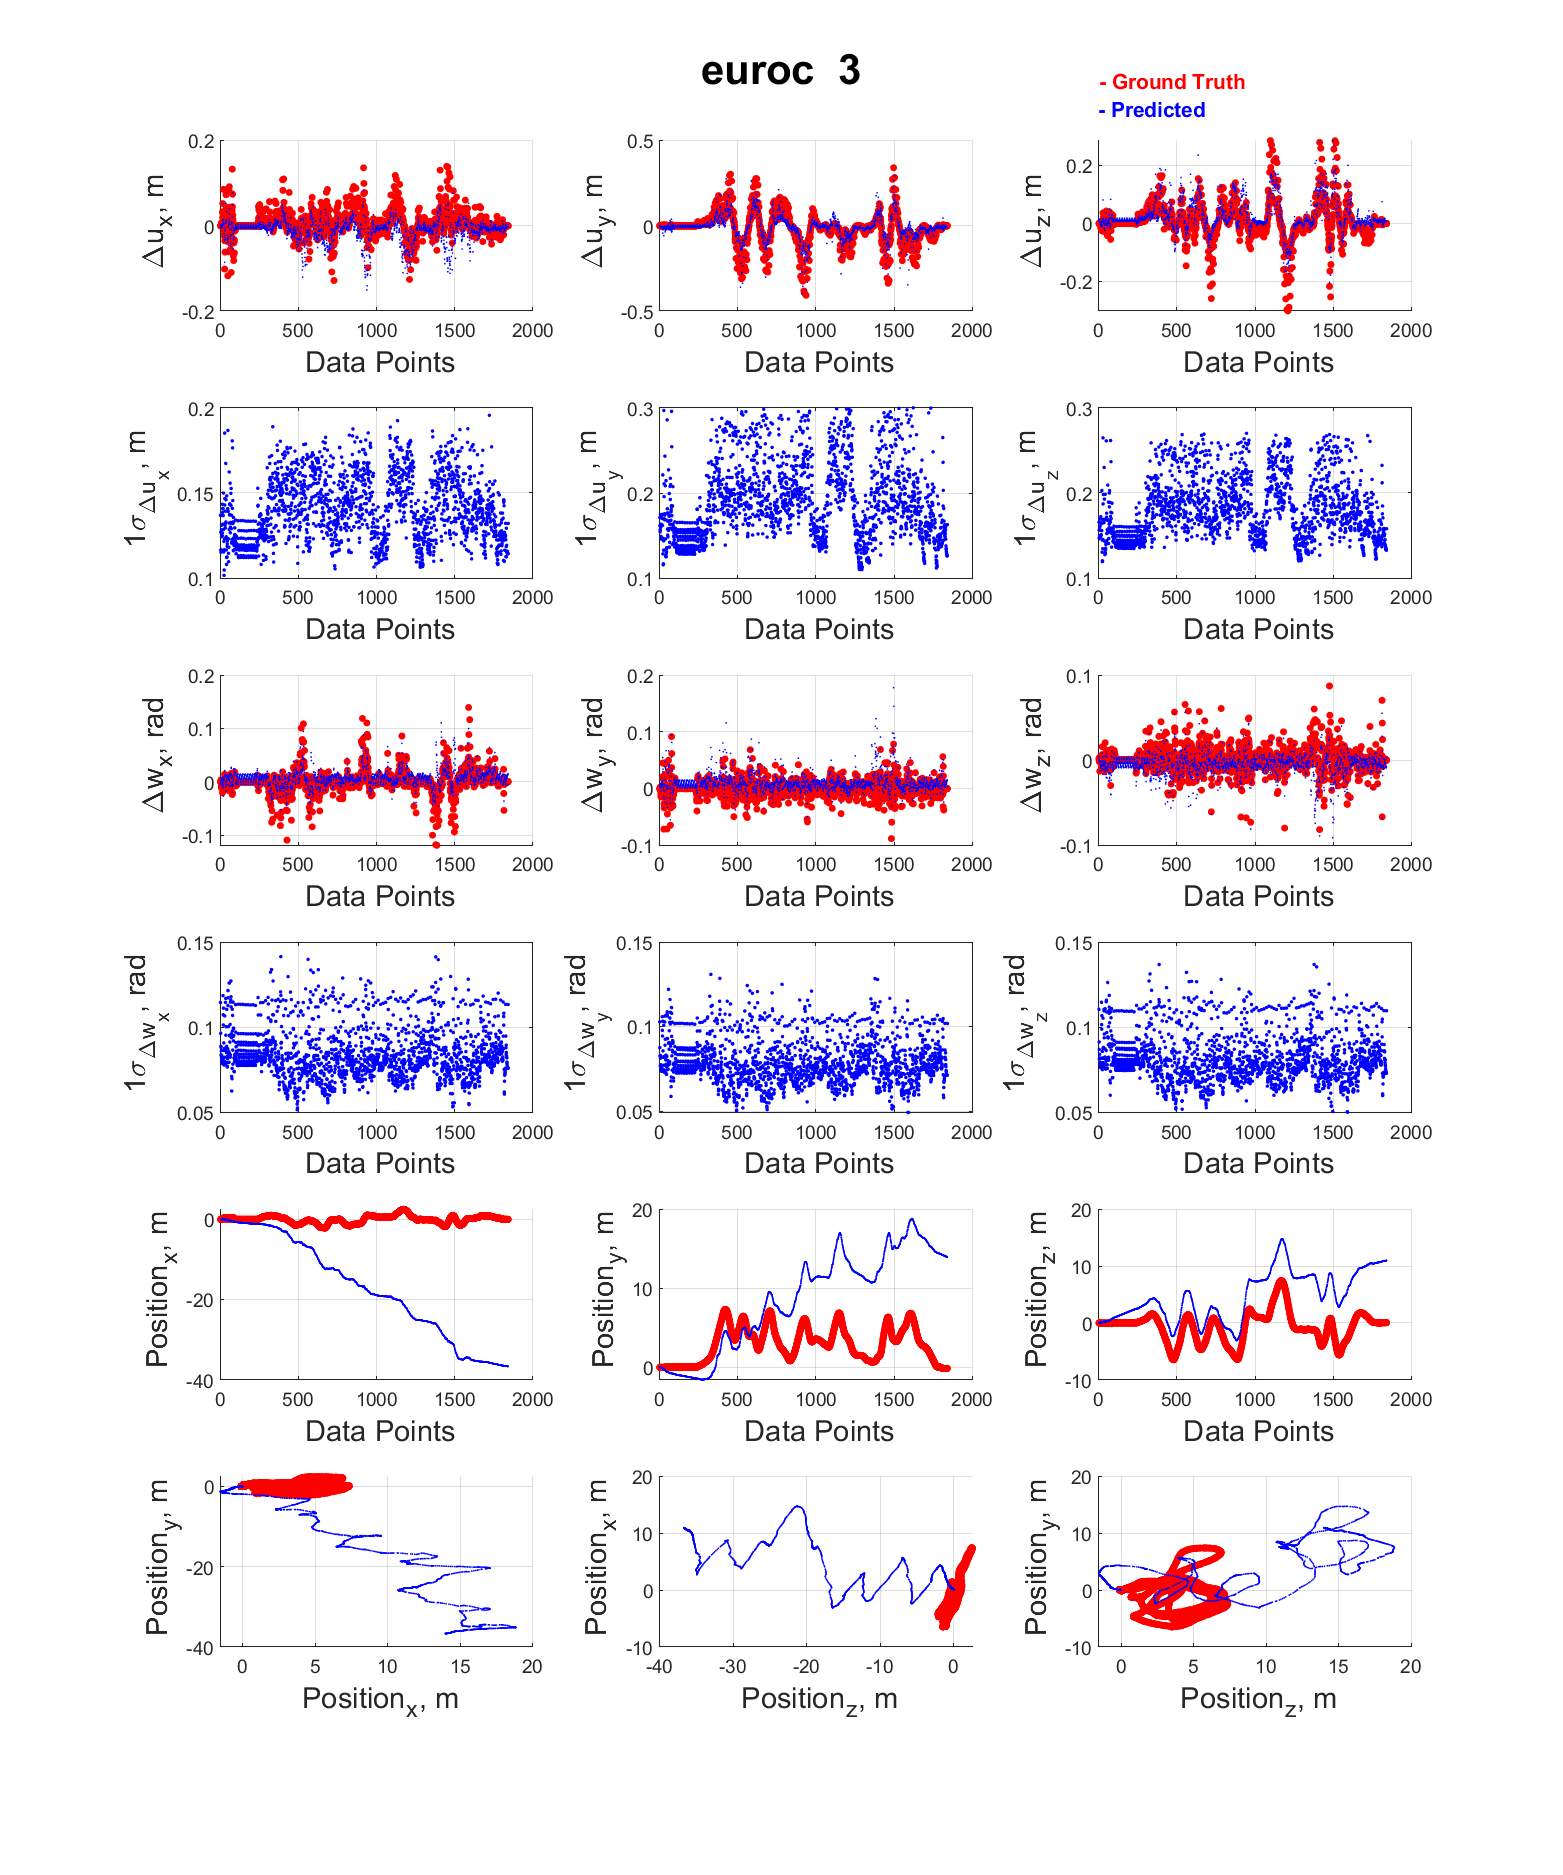 euroc  3
- Ground Truth
- Predicted
Δu_x, m
0.2
0
-0.2
0 500 1000 1500 2000
Data Points
Δu_y, m
0.5
0
-0.5
0 500 1000 1500 2000
Data Points
Δu_z, m
0.2
0
-0.2
0 500 1000 1500 2000
Data Points
1σ_Δu_x, m
0.2
0.15
0.1
0 500 1000 1500 2000
Data Points
1σ_Δu_y, m
0.3
0.2
0.1
0 500 1000 1500 2000
Data Points
1σ_Δu_z, m
0.3
0.2
0.1
0 500 1000 1500 2000
Data Points
Δw_x, rad
0.2
0.1
0
-0.1
0 500 1000 1500 2000
Data Points
Δw_y, rad
0.2
0.1
0
-0.1
0 500 1000 1500 2000
Data Points
Δw_z, rad
0.1
0
-0.1
0 500 1000 1500 2000
Data Points
1σ_Δw_x, rad
0.15
0.1
0.05
0 500 1000 1500 2000
Data Points
1σ_Δw_y, rad
0.15
0.1
0.05
0 500 1000 1500 2000
Data Points
1σ_Δw_z, rad
0.15
0.1
0.05
0 500 1000 1500 2000
Data Points
Position_x, m
0
-20
-40
0 500 1000 1500 2000
Data Points
Position_y, m
20
10
0
0 500 1000 1500 2000
Data Points
Position_z, m
20
10
0
-10
0 500 1000 1500 2000
Data Points
Position_y, m
0
-20
-40
0 5 10 15 20
Position_x, m
Position_x, m
20
10
0
-10
-40 -30 -20 -10 0
Position_z, m
Position_y, m
20
10
0
-10
0 5 10 15 20
Position_z, m